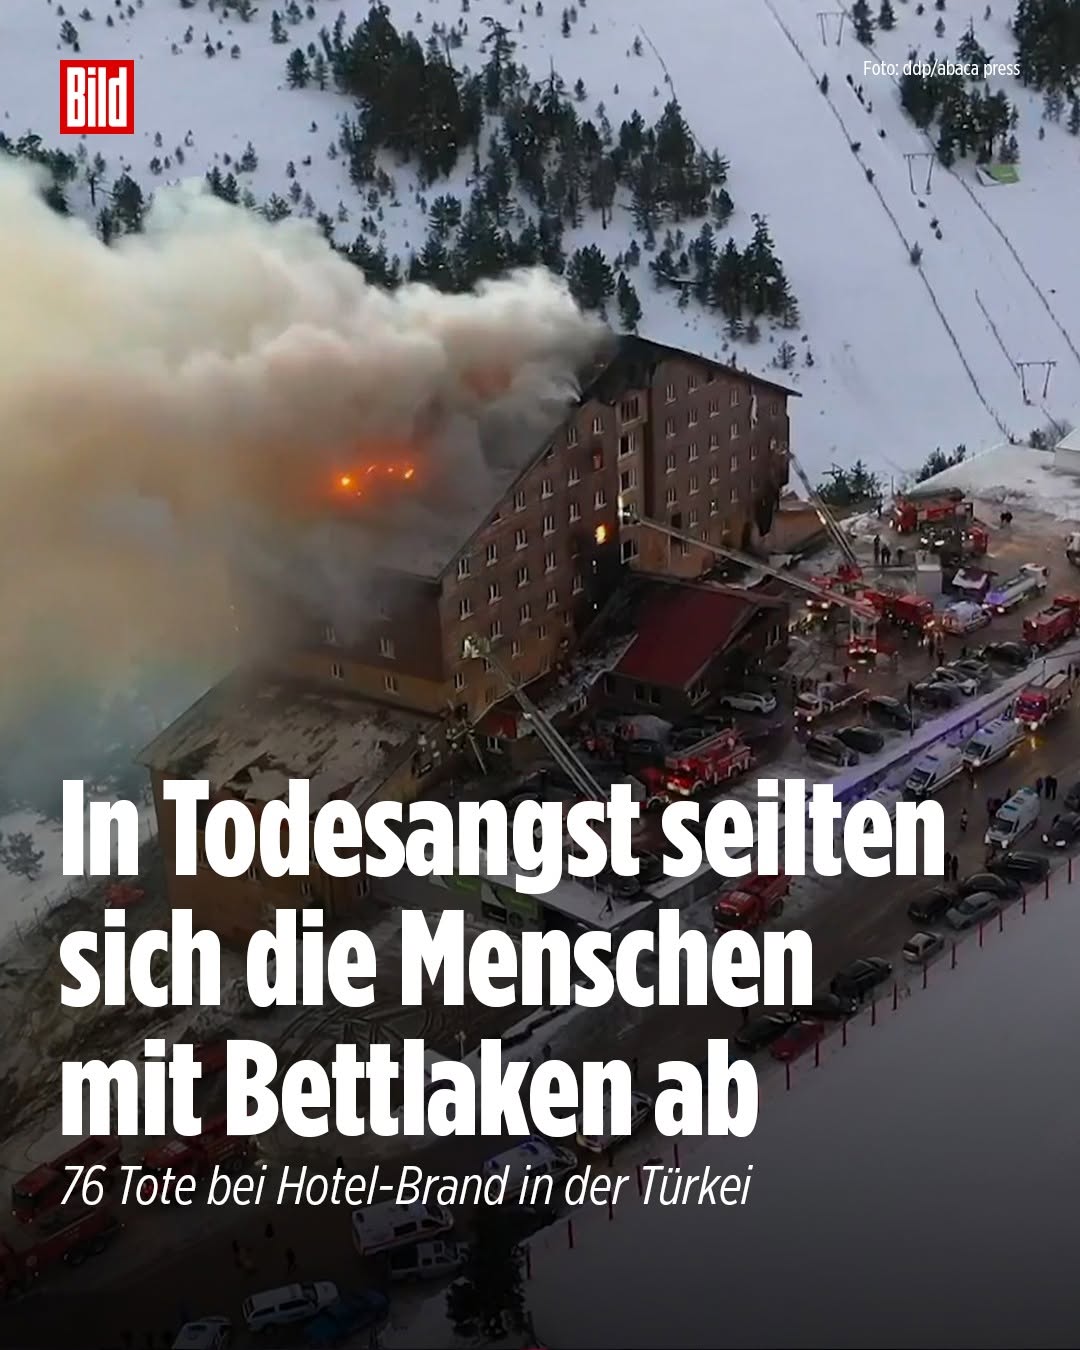 Bild
Foto: ddp/abaca press
In Todesangst seilten
sich die Menschen
mit Bettlaken ab
76 Tote bei Hotel-Brand in der Türkei